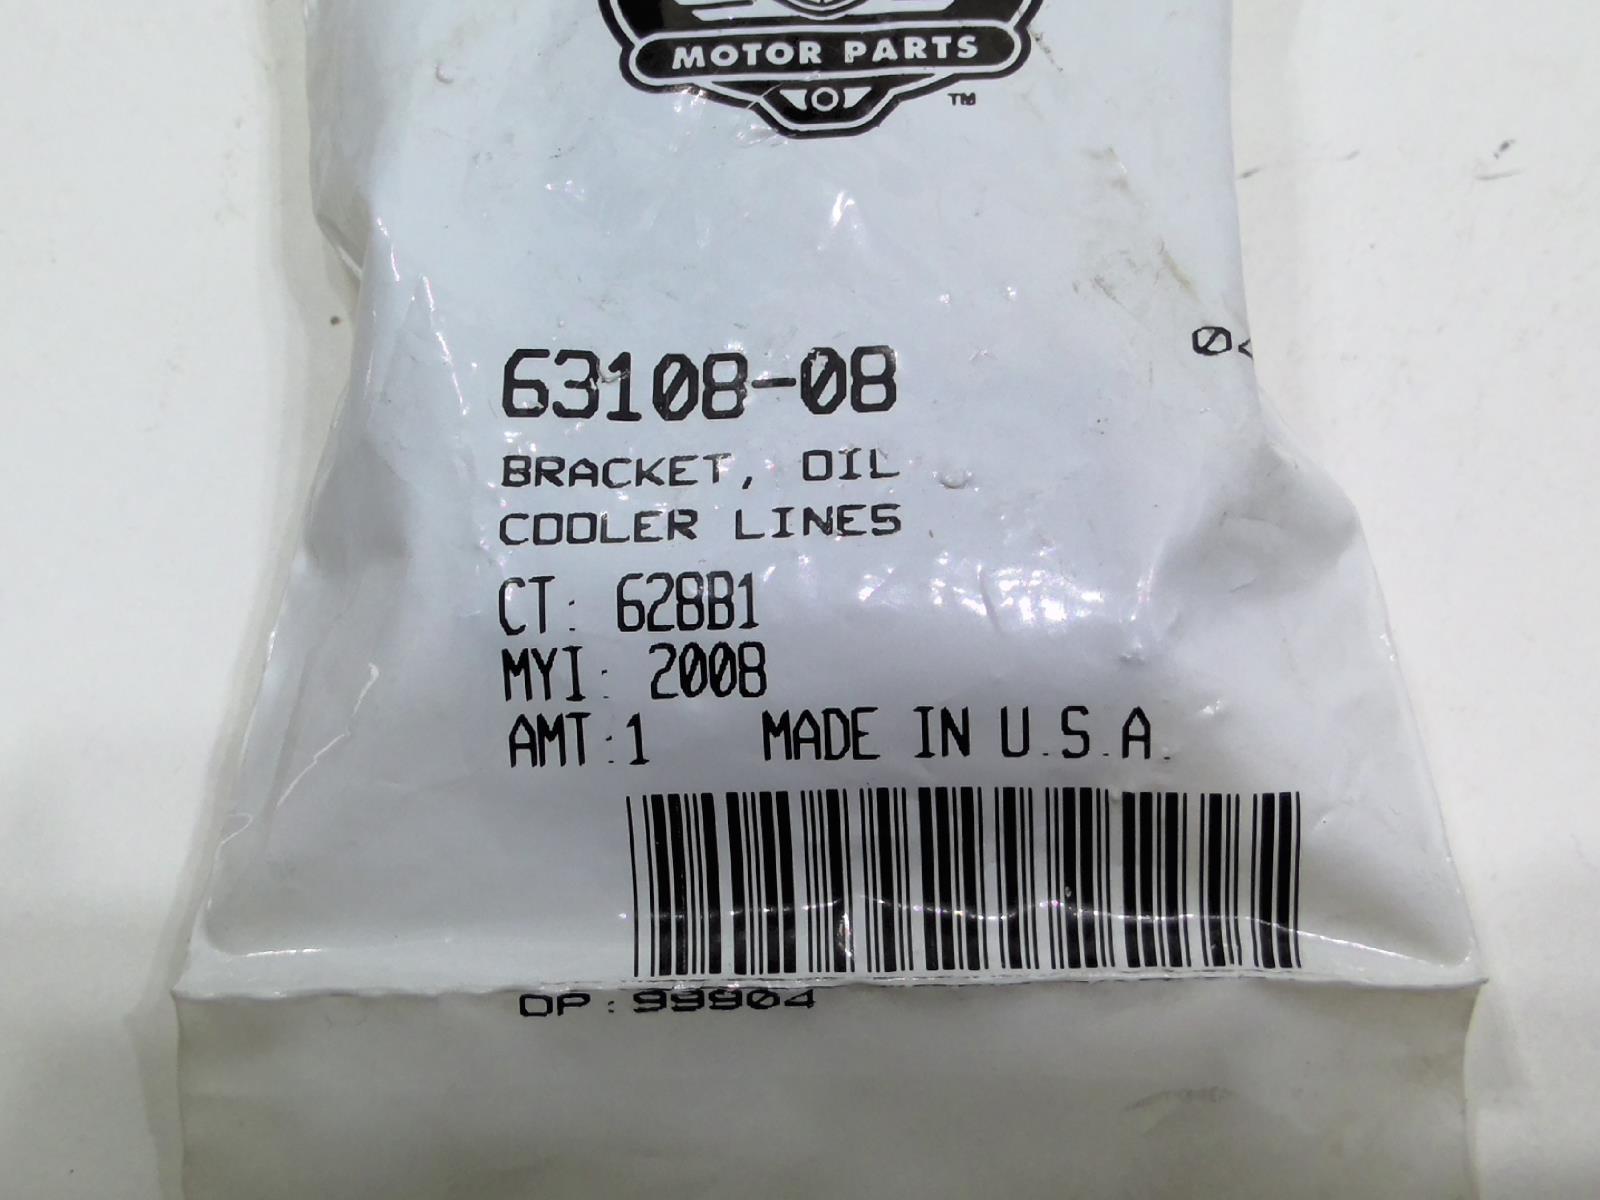 MOTOR PARTS
TM
63108-08
BRACKET, OIL
COOLER LINES
CT: 628B1
MYI: 2008
AMT:1 MADE IN U.S.A.
OP: 99904